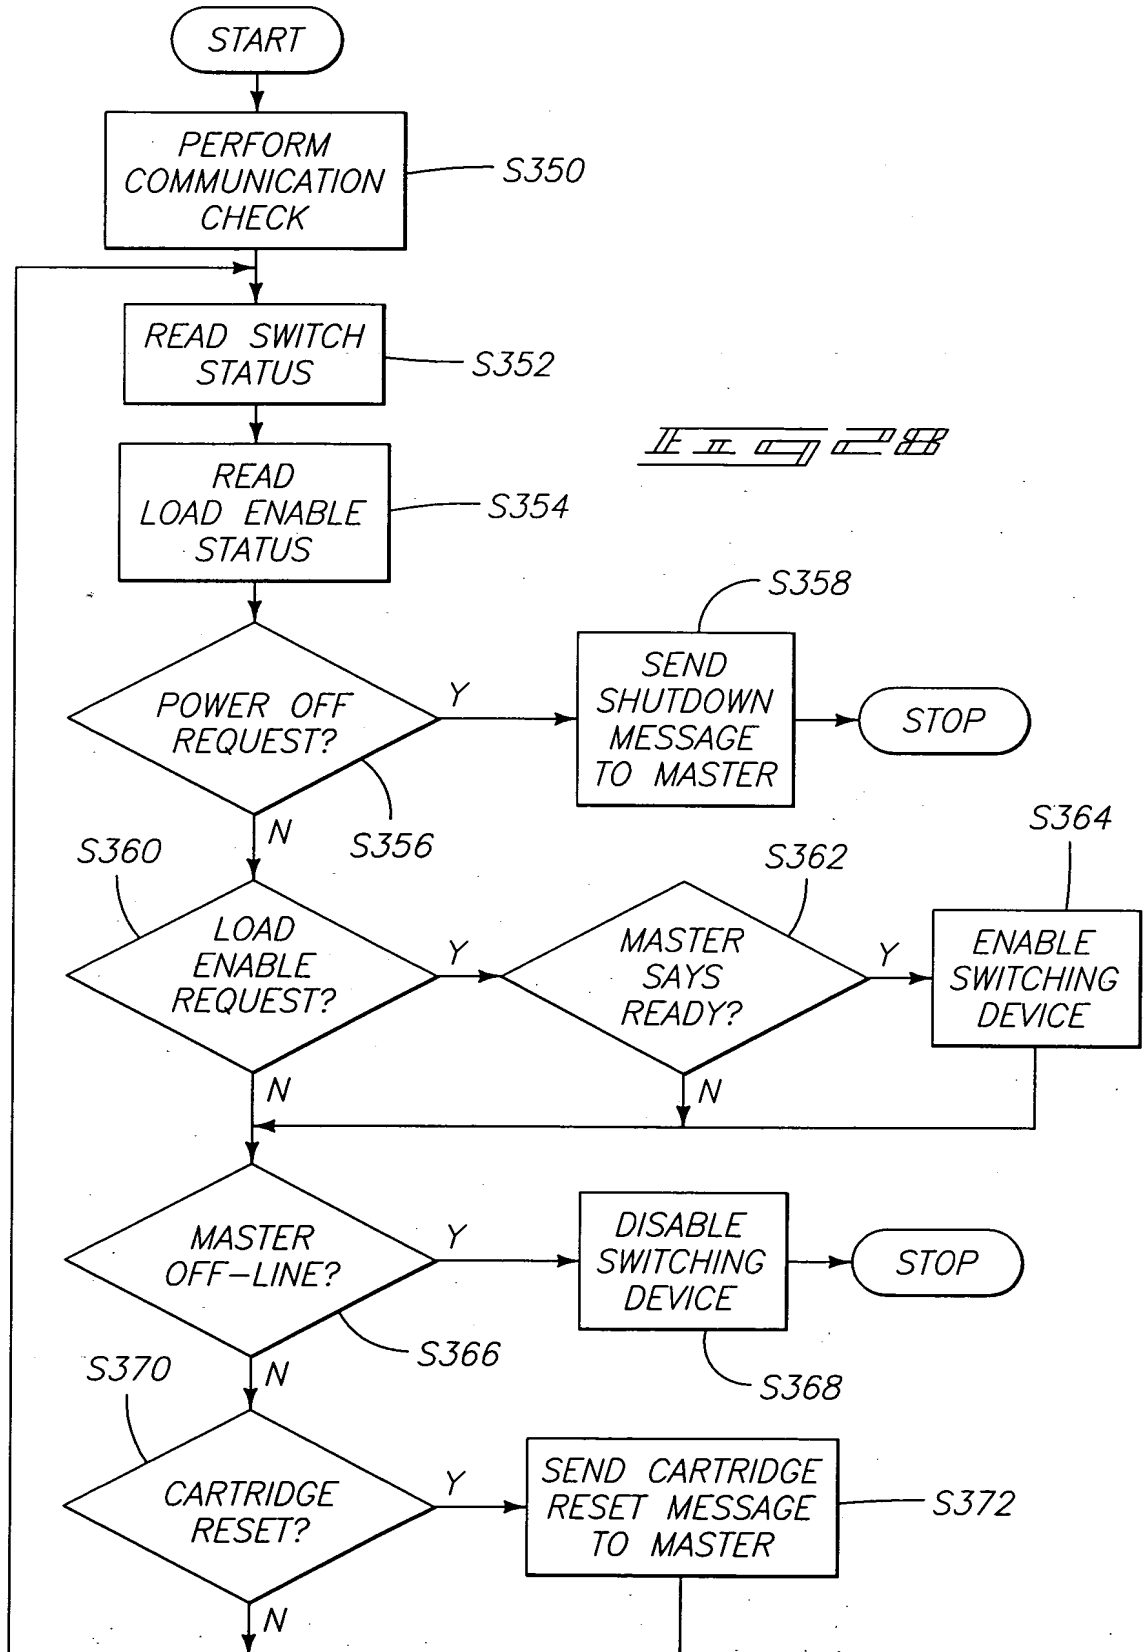 START
PERFORM
COMMUNICATION
CHECK
S350
READ SWITCH
STATUS
S352
Fig 28
READ
LOAD ENABLE
STATUS
S354
S358
SEND
SHUTDOWN
MESSAGE
TO MASTER
STOP
POWER OFF
REQUEST?
Y
N
S356
S360
S362
S364
LOAD
ENABLE
REQUEST?
Y
N
MASTER
SAYS
READY?
Y
N
ENABLE
SWITCHING
DEVICE
MASTER
OFF-LINE?
Y
N
S366
DISABLE
SWITCHING
DEVICE
STOP
S368
S370
CARTRIDGE
RESET?
Y
N
SEND CARTRIDGE
RESET MESSAGE
TO MASTER
S372